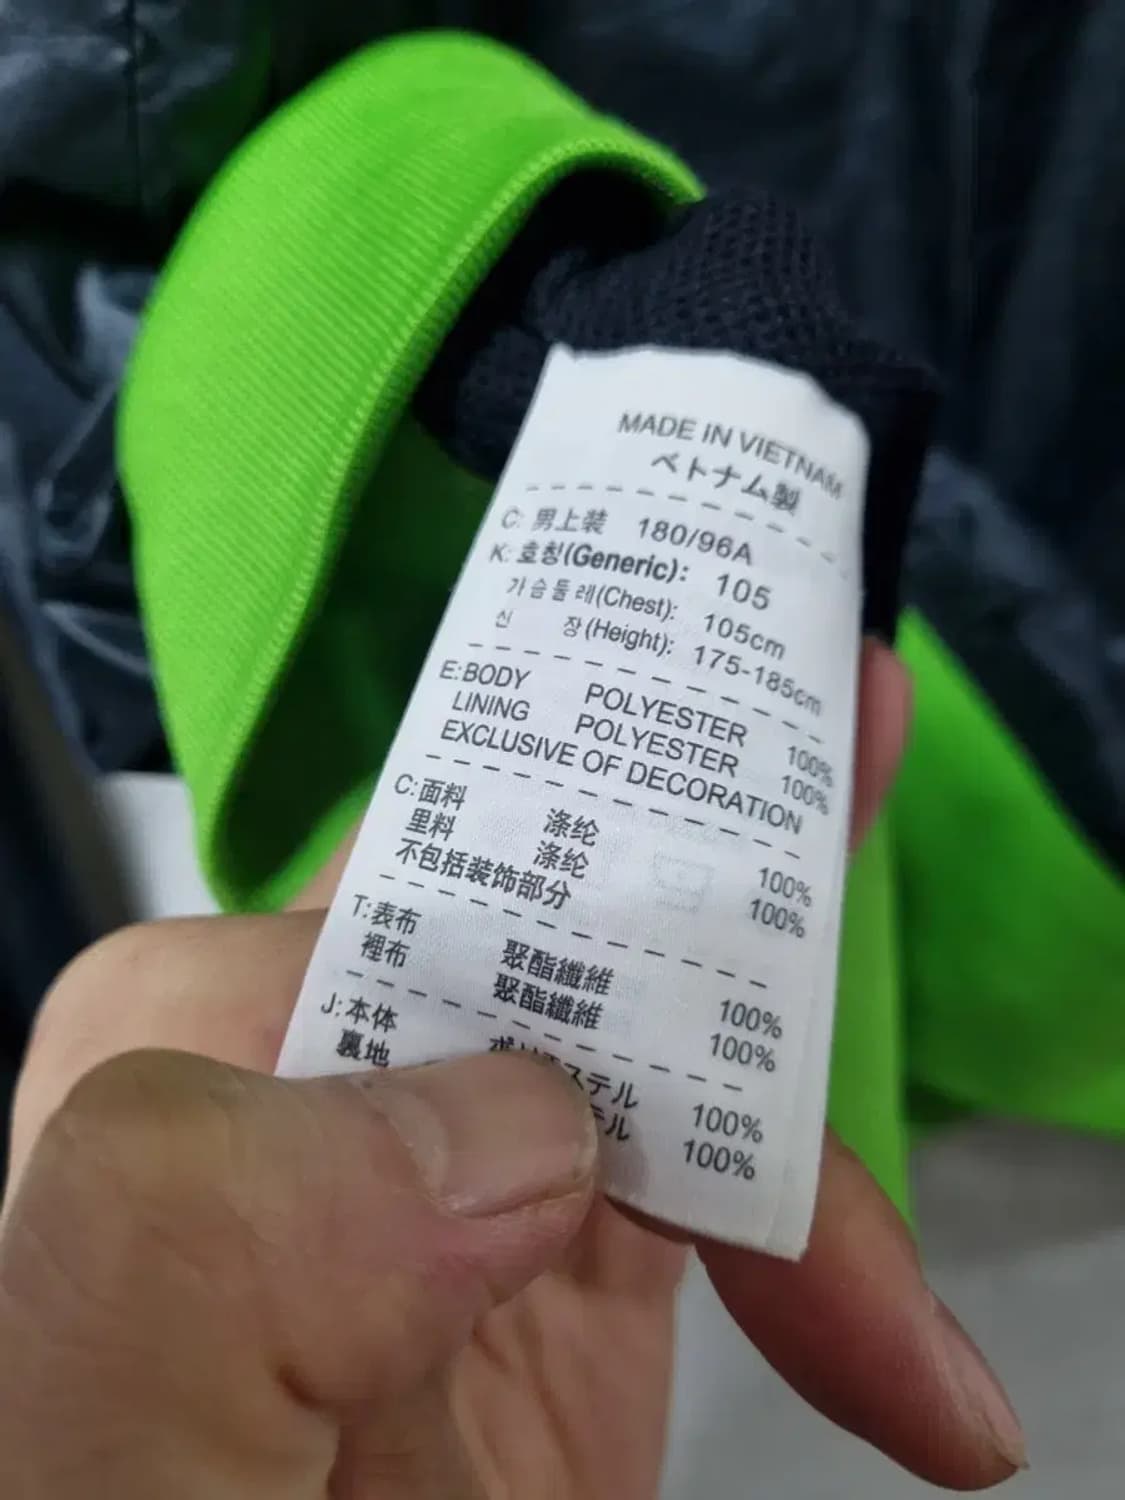 MADE IN VIETNAM
ベトナム製
C: 男上装 180/96A
K: 호칭(Generic): 105
가슴둘레(Chest): 105cm
신 장(Height): 175-185cm
E:BODY POLYESTER 100%
LINING POLYESTER 100%
EXCLUSIVE OF DECORATION
C:面料 涤纶 100%
里料 涤纶 100%
不包括装饰部分
T:表布 聚酯纖維 100%
裡布 聚酯纖維 100%
J:本体 100%
裏地 100%